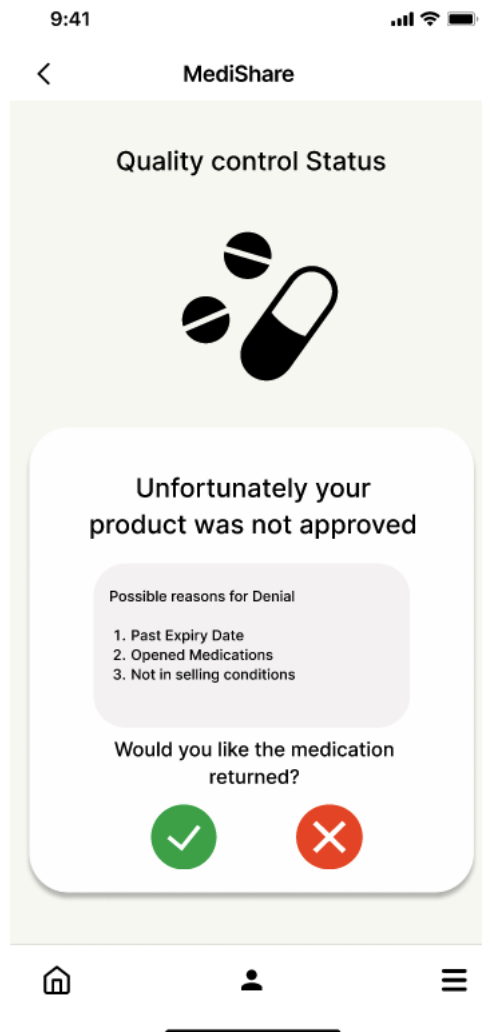 9:41
MediShare
Quality control Status
Unfortunately your
product was not approved
Possible reasons for Denial
1. Past Expiry Date
2. Opened Medications
3. Not in selling conditions
Would you like the medication
returned?